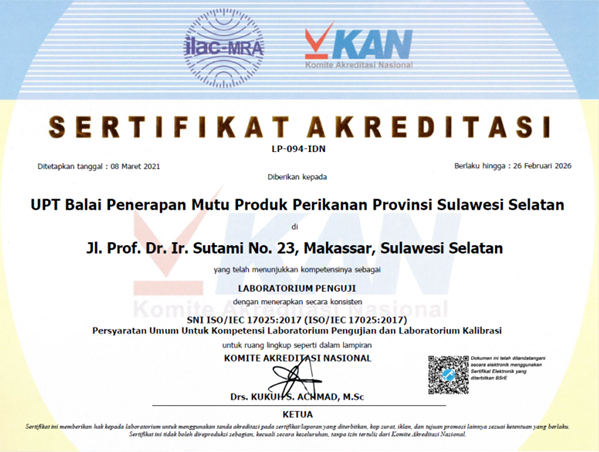 ilac-MRA
KAN
Komite Akreditasi Nasional
SERTIFIKAT AKREDITASI
LP-094-IDN
Ditetapkan tanggal : 08 Maret 2021
Berlaku hingga : 26 Februari 2026
Diberikan kepada
UPT Balai Penerapan Mutu Produk Perikanan Provinsi Sulawesi Selatan
di
Jl. Prof. Dr. Ir. Sutami No. 23, Makassar, Sulawesi Selatan
yang telah menunjukkan kompetensinya sebagai
LABORATORIUM PENGUJI
dengan menerapkan secara konsisten
KAN
Komite Akreditasi Nasional
SNI ISO/IEC 17025:2017 (ISO/IEC 17025:2017)
Persyaratan Umum Untuk Kompetensi Laboratorium Pengujian dan Laboratorium Kalibrasi
untuk ruang lingkup seperti dalam lampiran
KOMITE AKREDITASI NASIONAL
Dokumen ini telah ditandatangani
secara elektronik menggunakan
Sertifikat Elektronik yang
diterbitkan BSrE
Drs. KUKUH S. ACHMAD, M.Sc
KETUA
Sertifikat ini memberikan hak kepada laboratorium untuk menggunakan tanda akreditasi pada sertifikat/laporan yang diterbitkan, kop surat, iklan, dan tujuan promosi lainnya sesuai ketentuan yang berlaku.
Sertifikat ini tidak boleh direproduksi sebagian, kecuali secara keseluruhan, tanpa izin tertulis dari Komite Akreditasi Nasional.